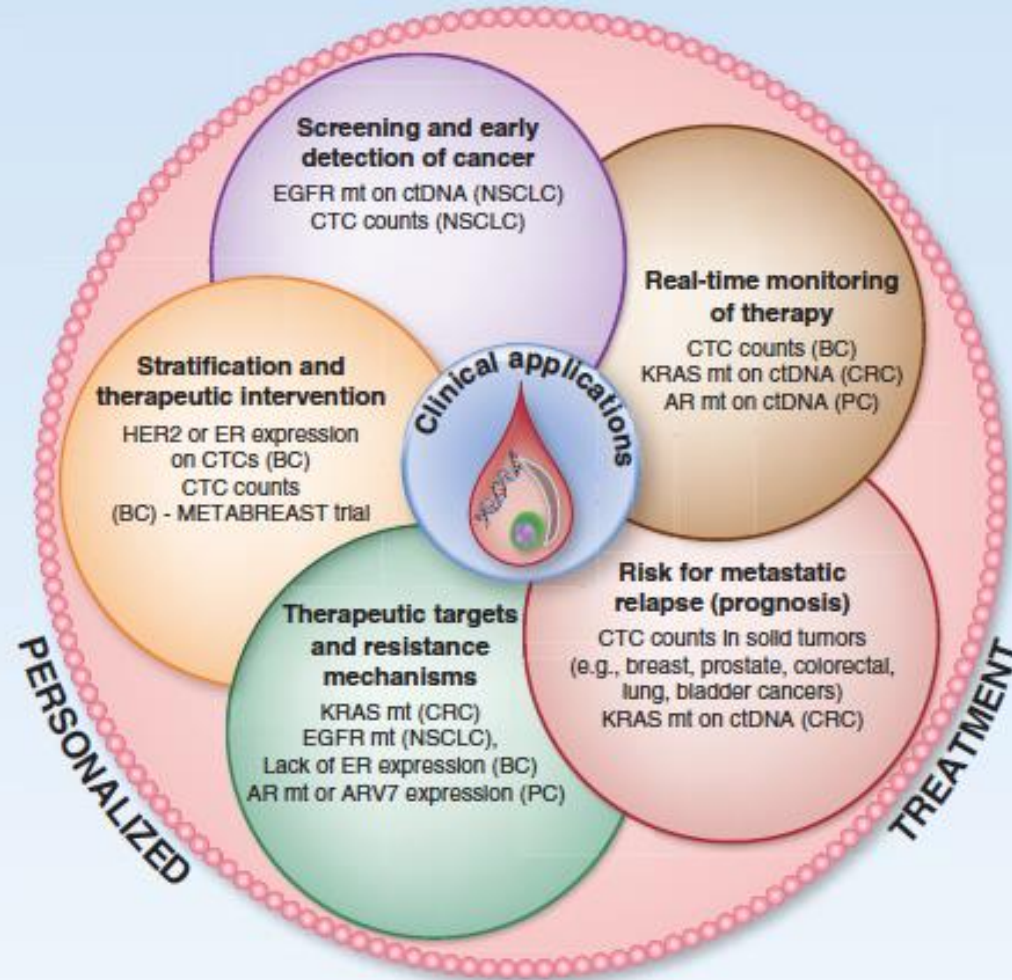 Screening and early
detection of cancer
EGFR mt on ctDNA (NSCLC)
CTC counts (NSCLC)
Real-time monitoring
of therapy
CTC counts (BC)
KRAS mt on ctDNA (CRC)
AR mt on ctDNA (PC)
Stratification and
therapeutic intervention
HER2 or ER expression
on CTCs (BC)
CTC counts
(BC) - METABREAST trial
Clinical applications
Risk for metastatic
relapse (prognosis)
CTC counts in solid tumors
(e.g., breast, prostate, colorectal,
lung, bladder cancers)
KRAS mt on ctDNA (CRC)
Therapeutic targets
and resistance
mechanisms
KRAS mt (CRC)
EGFR mt (NSCLC),
Lack of ER expression (BC)
AR mt or ARV7 expression (PC)
PERSONALIZED
TREATMENT